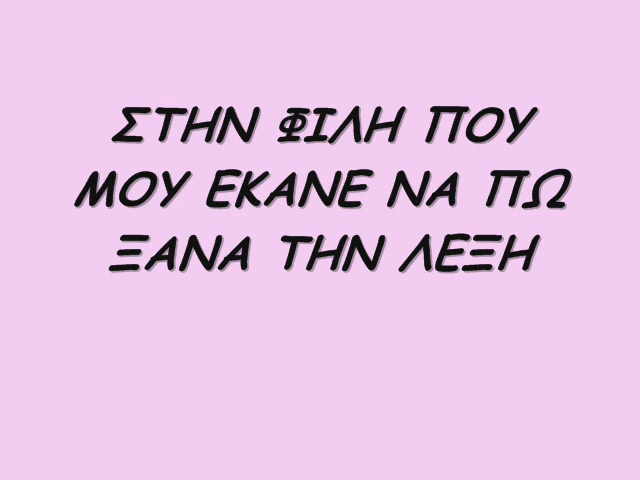 ΣΤΗΝ ΦΙΛΗ ΠΟΥ
ΜΟΥ ΕΚΑΝΕ ΝΑ ΠΩ
ΞΑΝΑ ΤΗΝ ΛΕΞΗ